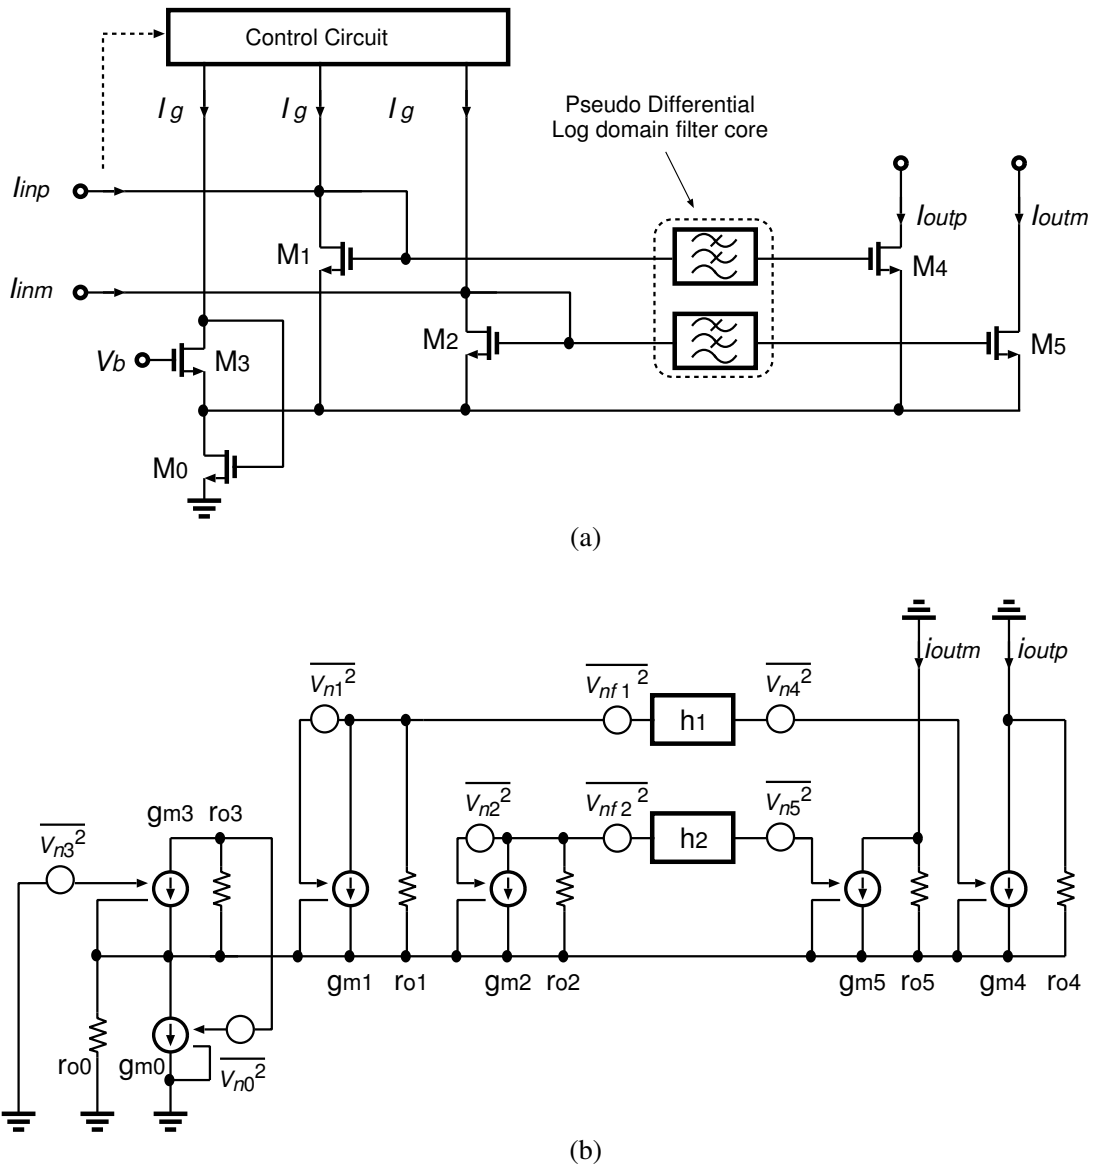 Control Circuit
Ig Ig Ig
Pseudo Differential
Log domain filter core
Iinp
Ioutp Ioutm
M1 M4
Iinm
M2 M5
Vb M3
M0
(a)
ioutm ioutp
Vn1² Vnf1² Vn4²
h1
gm3 ro3 Vn2² Vnf2² Vn5²
Vn3² h2
gm1 ro1 gm2 ro2 gm5 ro5 gm4 ro4
ro0 gm0 Vn0²
(b)